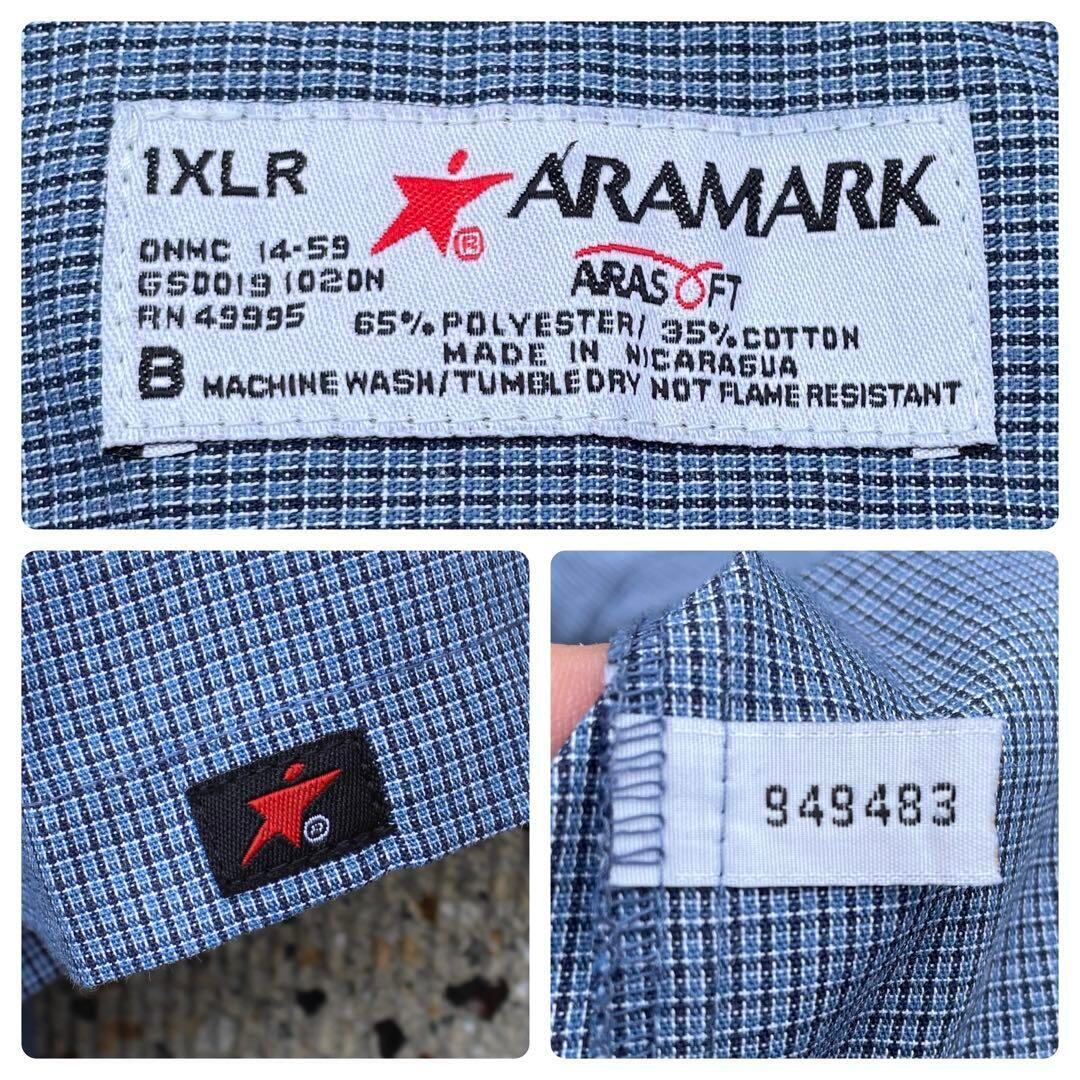 1XLR
ARAMARK
®
ONMC 14-59
GS0019 1020N
RN 49995
ARASOFT
65% POLYESTER/ 35% COTTON
MADE IN NICARAGUA
B MACHINE WASH/TUMBLE DRY NOT FLAME RESISTANT
®
949483